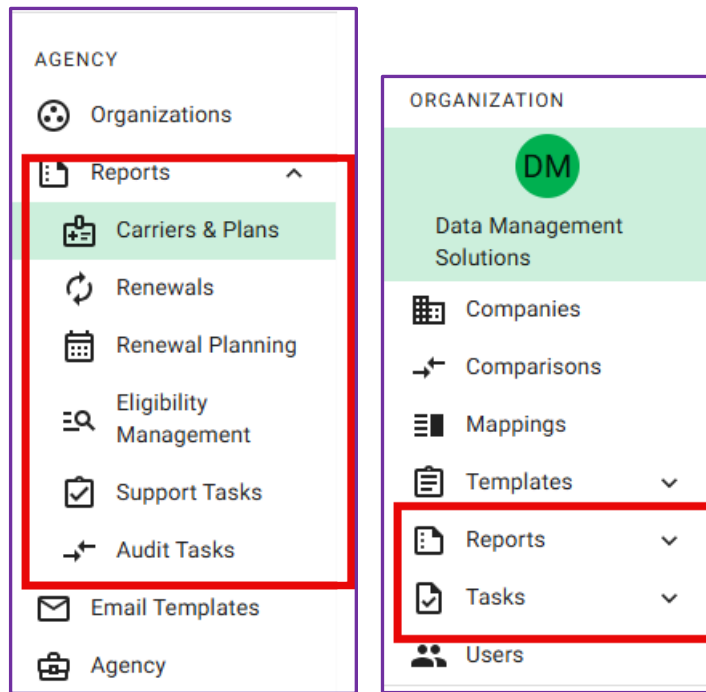 AGENCY
Organizations
Reports
Carriers & Plans
Renewals
Renewal Planning
Eligibility
Management
Support Tasks
Audit Tasks
Email Templates
Agency
ORGANIZATION
DM
Data Management
Solutions
Companies
Comparisons
Mappings
Templates
Reports
Tasks
Users